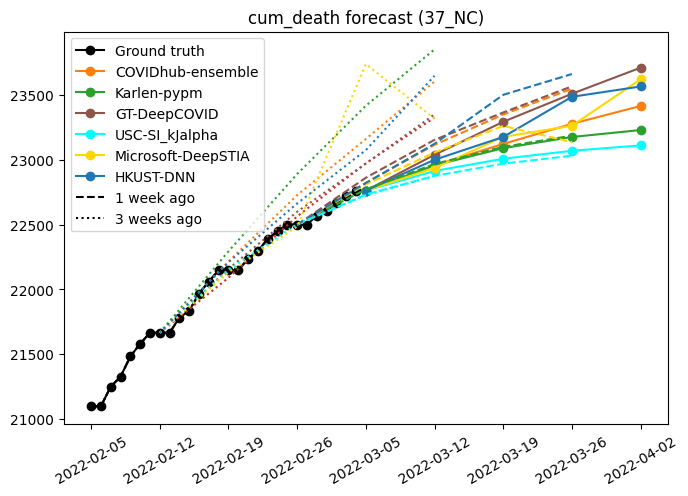 cum_death forecast (37_NC)
Ground truth
COVIDhub-ensemble
Karlen-pypm
GT-DeepCOVID
USC-SI_kJalpha
Microsoft-DeepSTIA
HKUST-DNN
1 week ago
3 weeks ago
23500
23000
22500
22000
21500
21000
2022-02-05
2022-02-12
2022-02-19
2022-02-26
2022-03-05
2022-03-12
2022-03-19
2022-03-26
2022-04-02